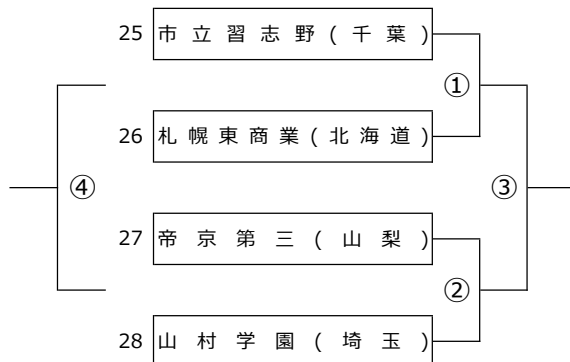 25 市立習志野(千葉)
①
26 札幌東商業(北海道)
④ ③
27 帝京第三(山梨)
②
28 山村学園(埼玉)